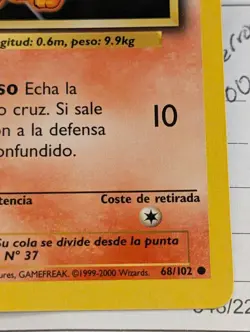 gitud: 0.6m, peso: 9.9kg
so Echa la
o cruz. Si sale
10
n a la defensa
onfundido.
tencia
Coste de retirada
Su cola se divide desde la punta
Nº 37
ures, GAMEFREAK. ©1999-2000 Wizards.
68/102